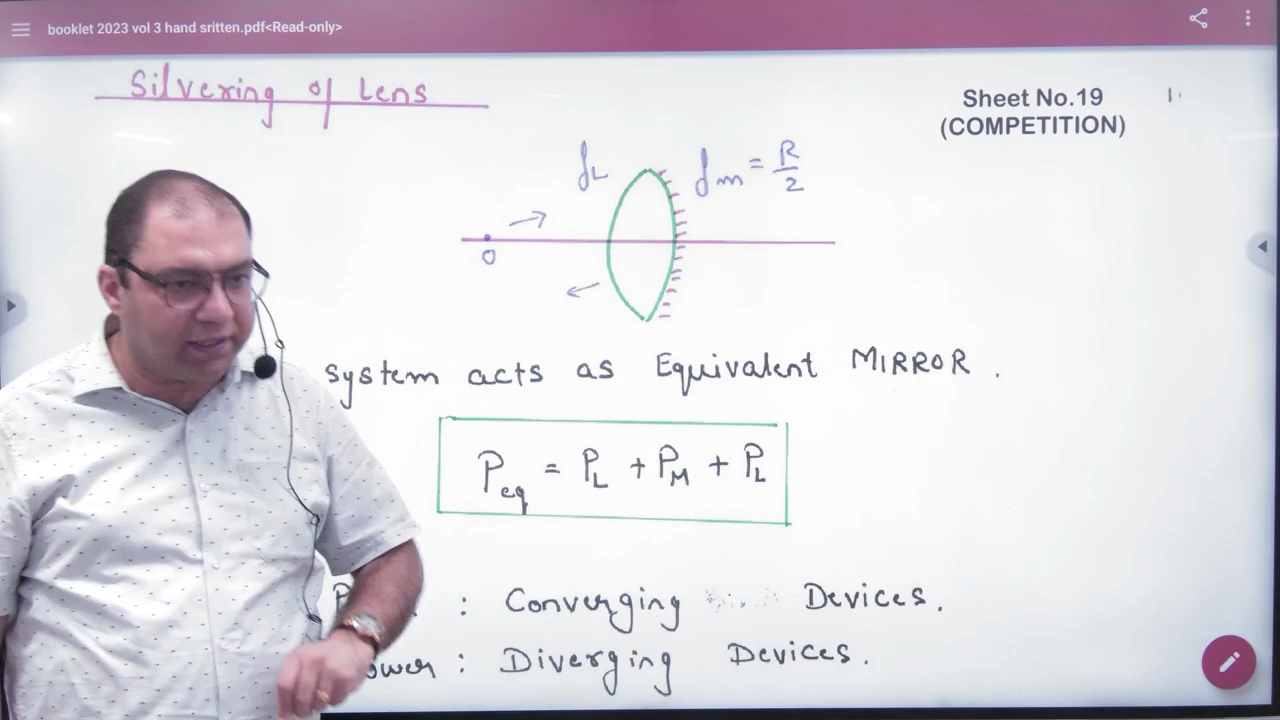 booklet 2023 vol 3 hand sritten.pdf<Read-only>
Silvering of Lens
Sheet No.19
(COMPETITION)
1.
fL
fm = R/2
O
system acts as Equivalent MIRROR.
Peq = PL + PM + PL
: Converging Devices.
: Diverging Devices.